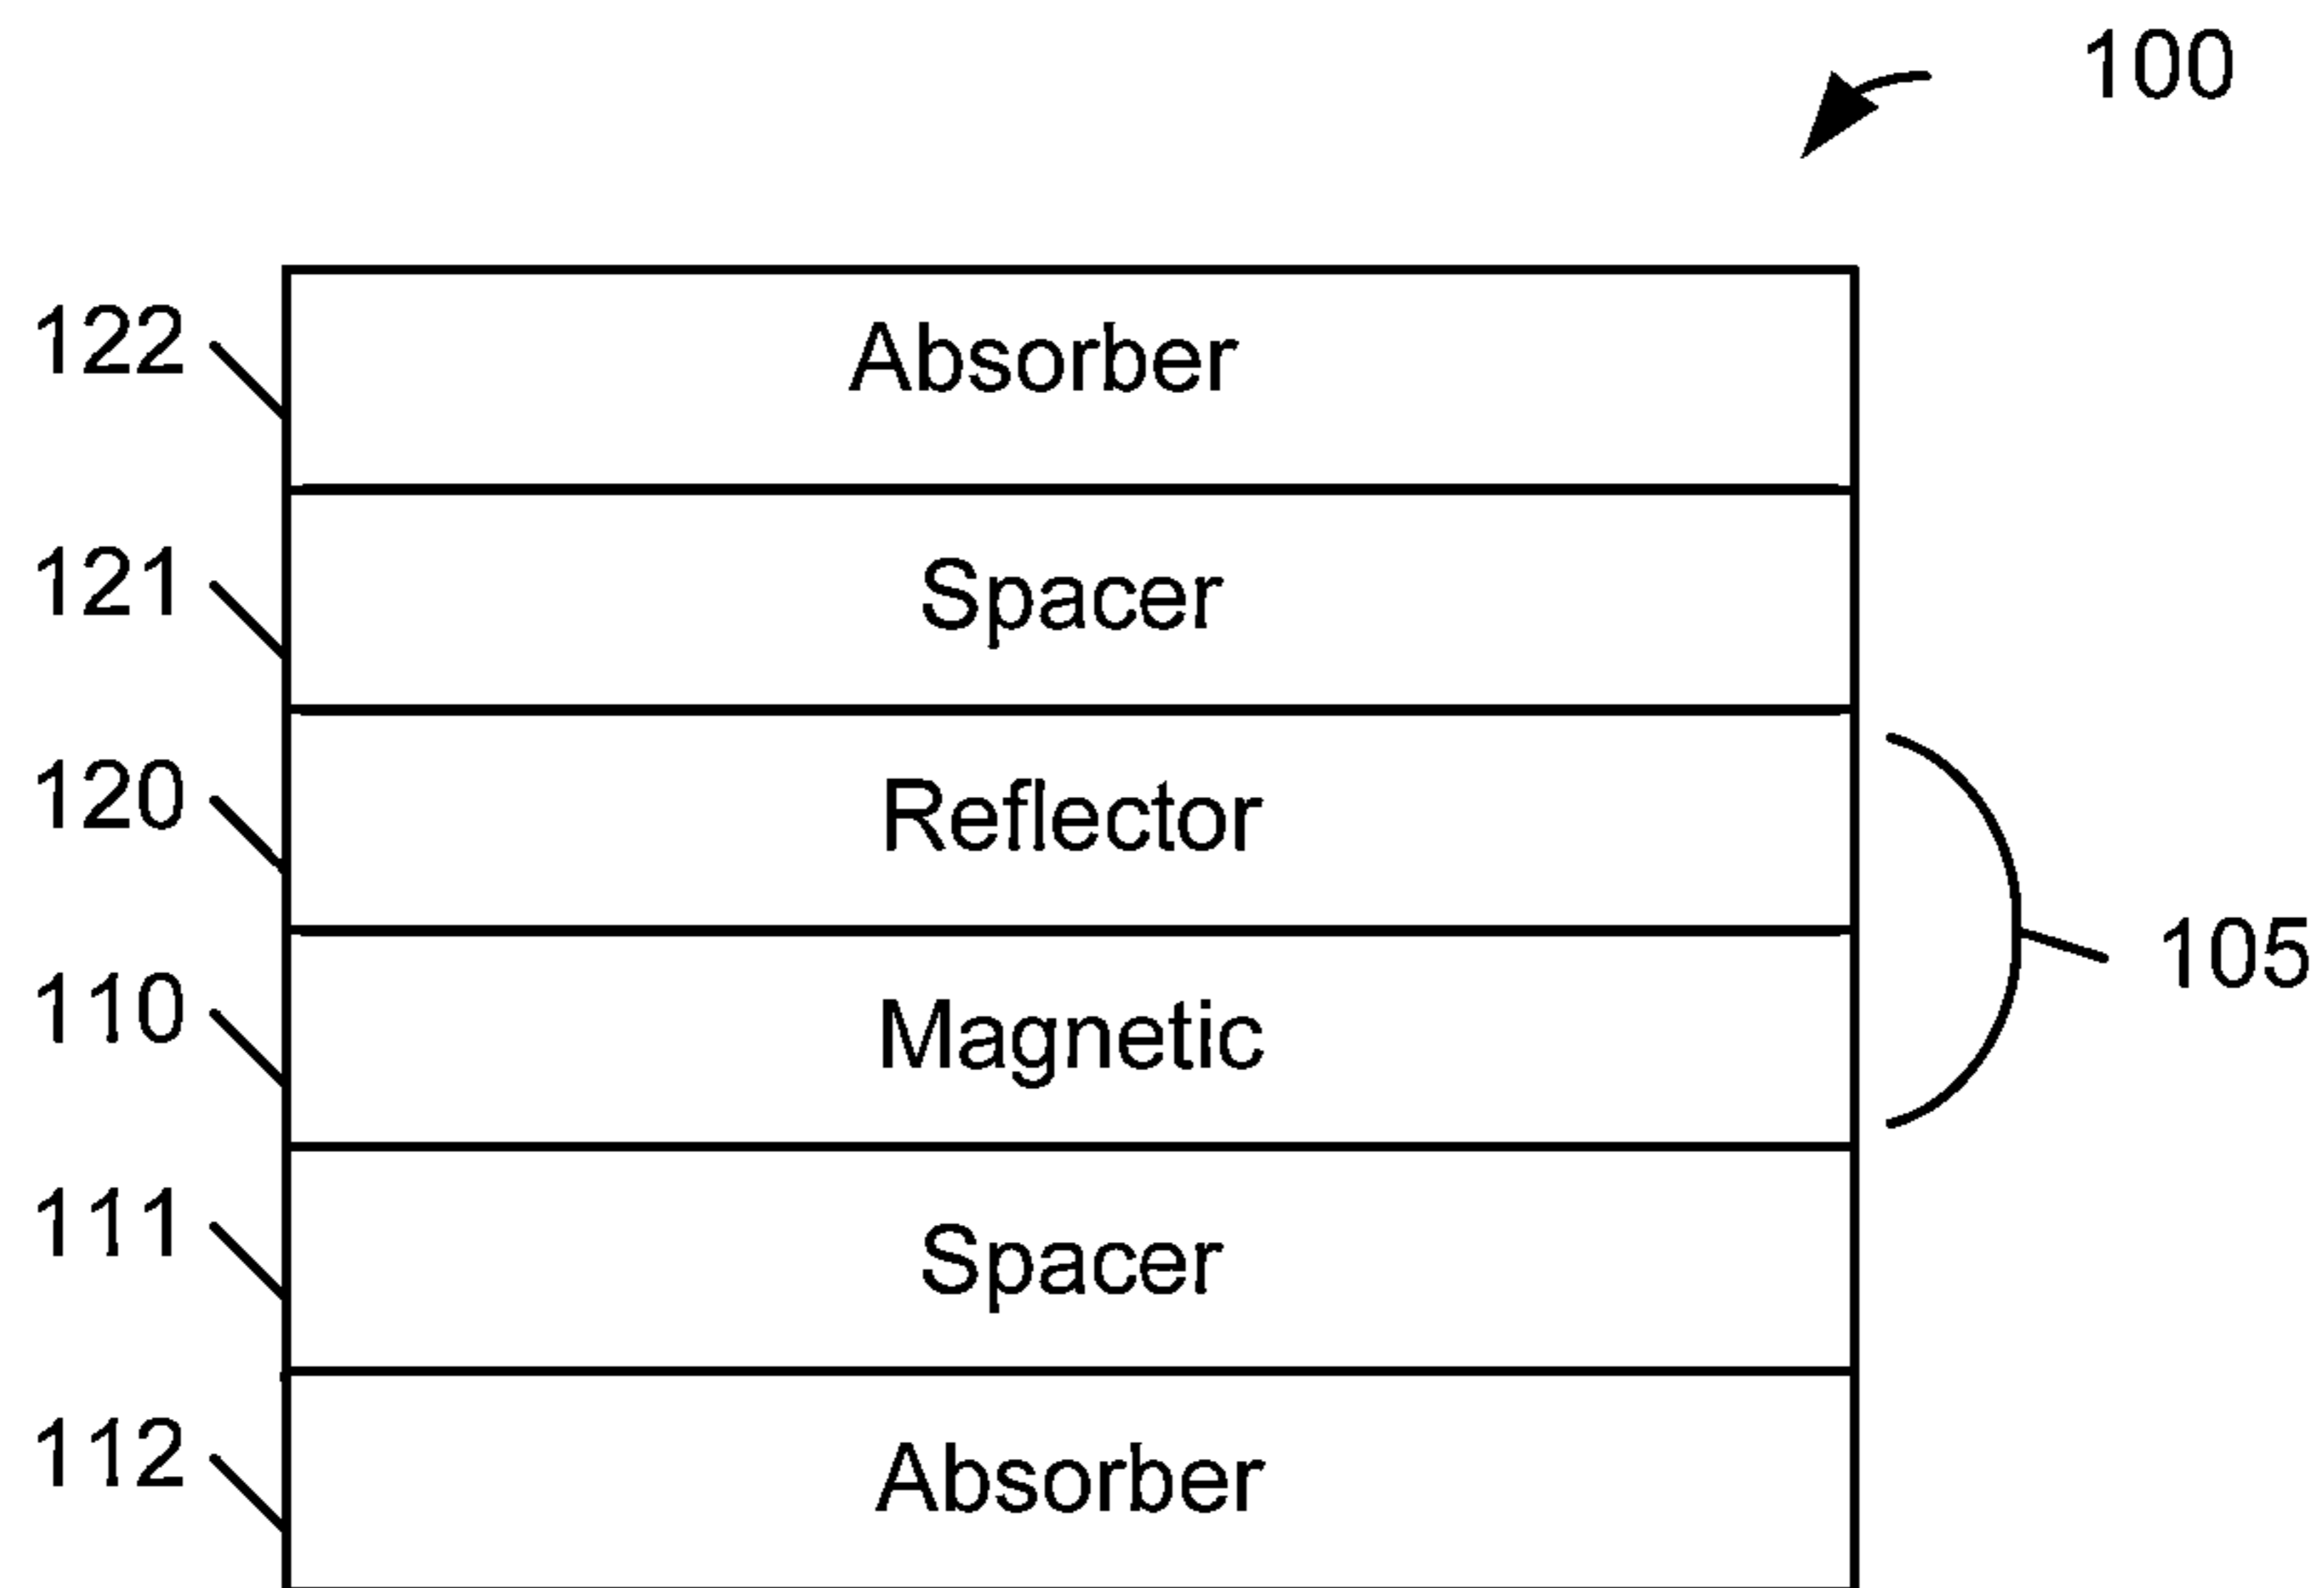 100
122 Absorber
121 Spacer
120 Reflector
110 Magnetic
105
111 Spacer
112 Absorber